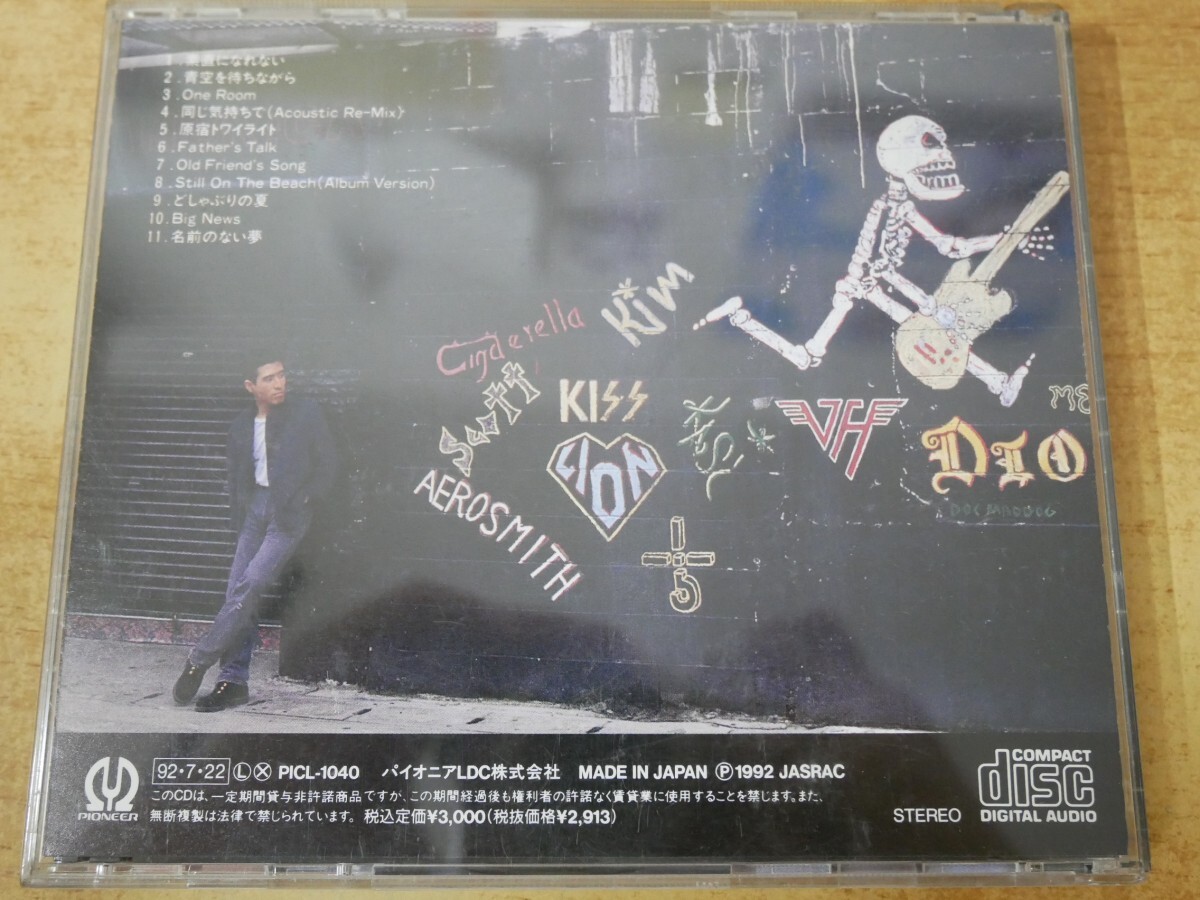 1. 素直になれない
2. 青空を待ちながら
3. One Room
4. 同じ気持ちで(Acoustic Re-Mix)
5. 原宿トワイライト
6. Father's Talk
7. Old Friend's Song
8. Still On The Beach(Album Version)
9. どしゃぶりの夏
10. Big News
11. 名前のない夢
Cinderella
Kim
Scott
KISS
LION
AEROSMITH
VH
DIO
PIONEER
92・7・22 Ⓛ Ⓧ PICL-1040 パイオニアLDC株式会社 MADE IN JAPAN Ⓟ 1992 JASRAC
このCDは、一定期間貸与非許諾商品ですが、この期間経過後も権利者の許諾なく賃貸業に使用することを禁じます。また、
無断複製は法律で禁じられています。 税込定価¥3,000(税抜価格¥2,913)
STEREO
COMPACT
disc
DIGITAL AUDIO